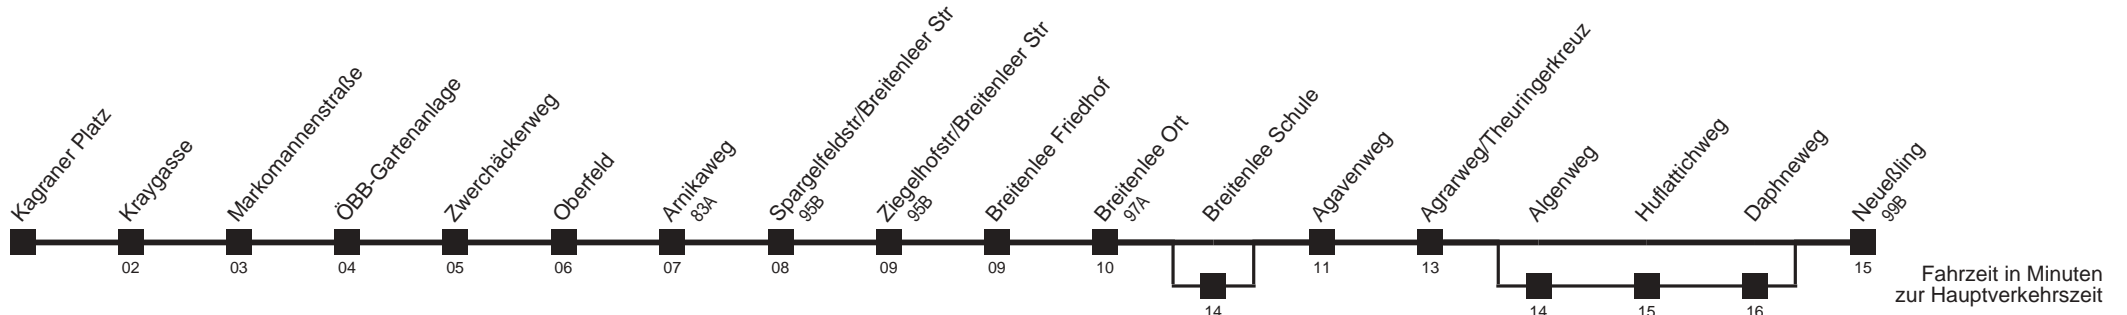 Kagraner Platz
Kraygasse
Markomannenstraße
ÖBB-Gartenanlage
Zwerchäckerweg
Oberfeld
Arnikaweg
83A
Spargelfeldstr/Breitenleer Str
95B
Ziegelhofstr/Breitenleer Str
95B
Breitenlee Friedhof
Breitenlee Ort
97A
Breitenlee Schule
Agavenweg
Agrarweg/Theuringerkreuz
Algenweg
Huflattichweg
Daphneweg
Neueßling
99B
02 03 04 05 06 07 08 09 09 10 11 13 15
14 14 15 16
Fahrzeit in Minuten
zur Hauptverkehrszeit